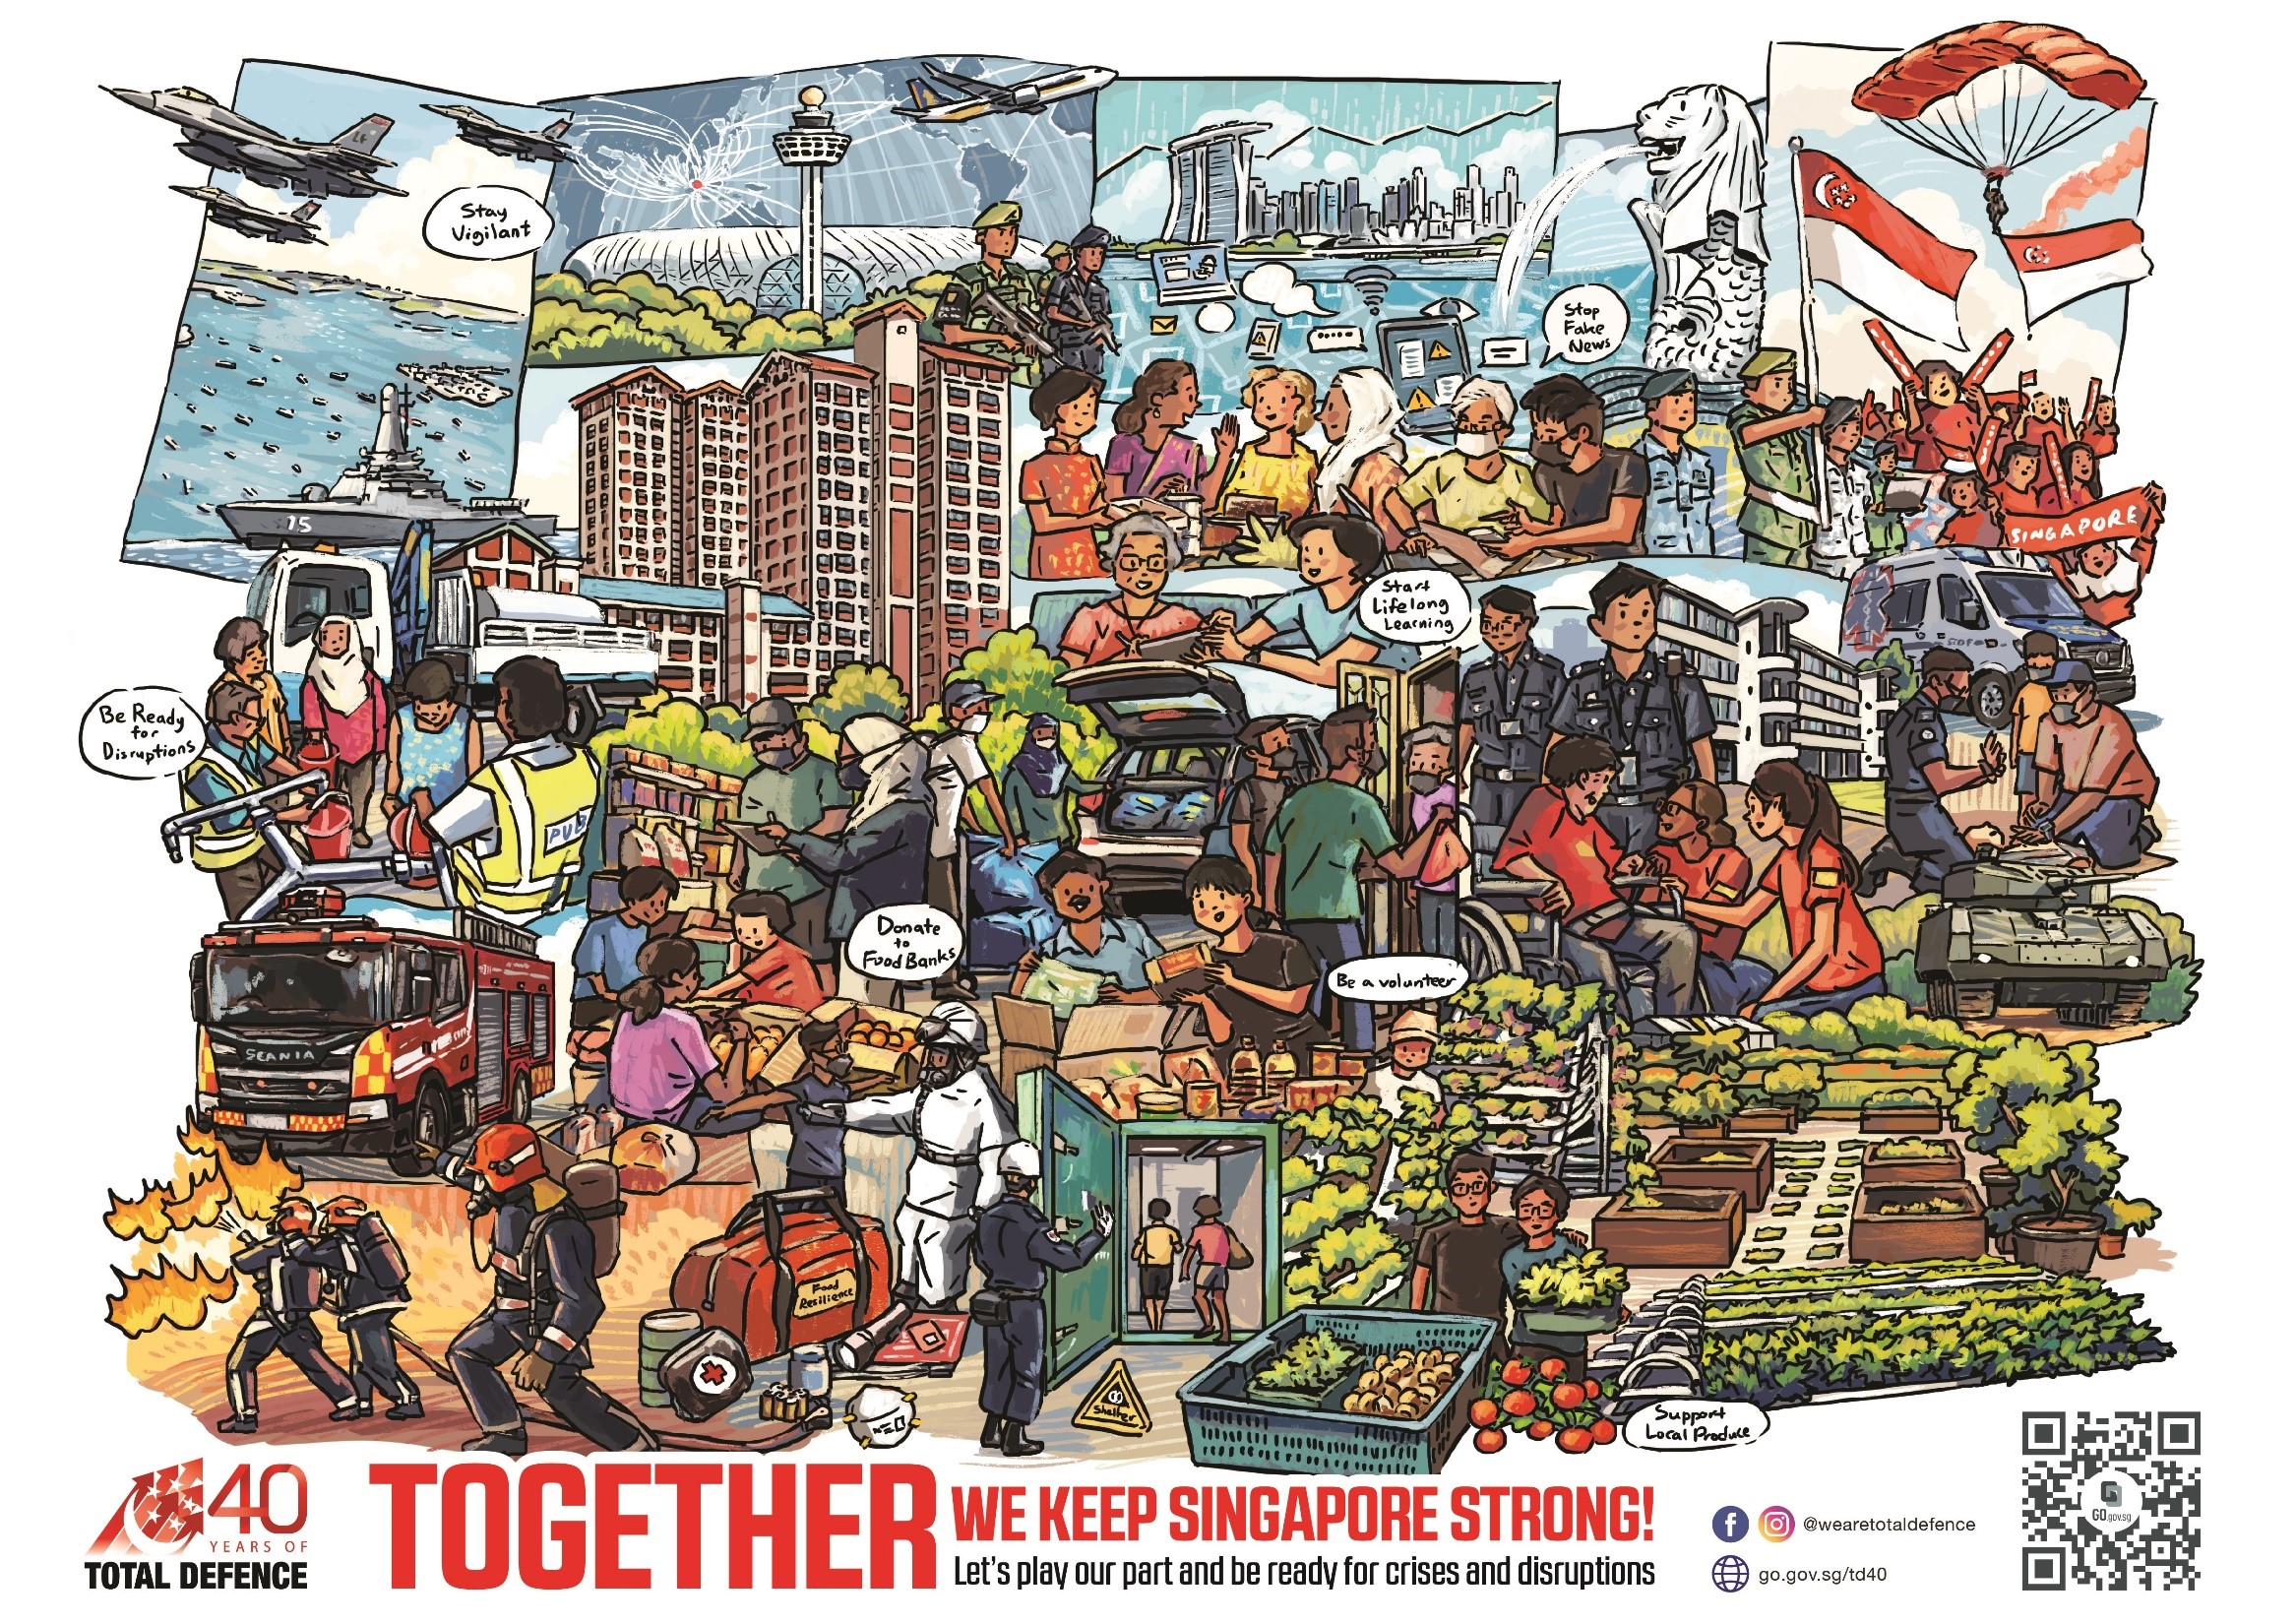 Stay
Vigilant
15
Stop
Fake
News
SINGAPORE
Start
Lifelong
Learning
Be Ready
for
Disruptions
PUB
Donate
to
Food Banks
Be a volunteer
SCANIA
Food
Resilience
Shelter
Support
Local Produce
40
YEARS OF
TOTAL DEFENCE
TOGETHER WE KEEP SINGAPORE STRONG!
Let's play our part and be ready for crises and disruptions
@wearetotaldefence
go.gov.sg/td40
GO.gov.sg